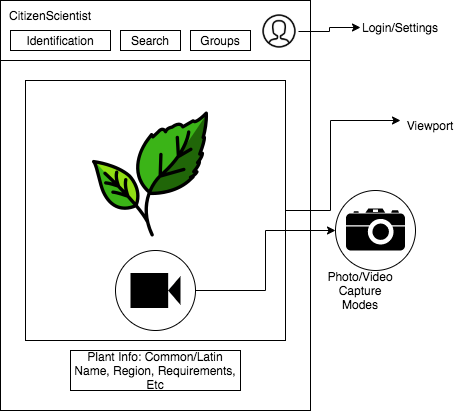 CitizenScientist
Identification
Search
Groups
Login/Settings
Viewport
Photo/Video
Capture
Modes
Plant Info: Common/Latin
Name, Region, Requirements,
Etc